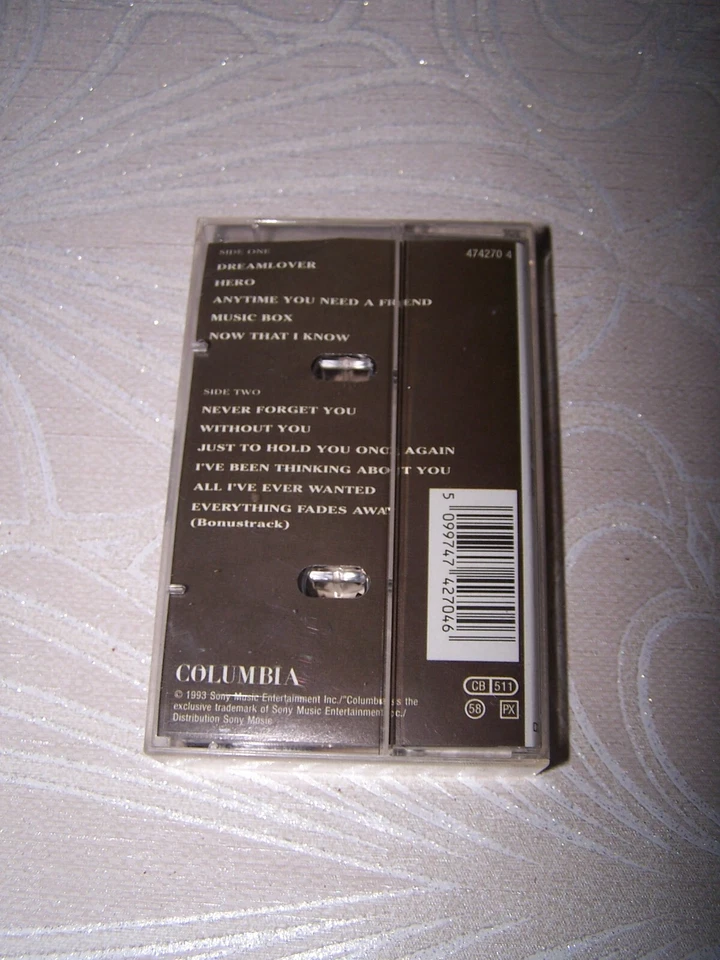 SIDE ONE
DREAMLOVER
HERO
ANYTIME YOU NEED A FRIEND
MUSIC BOX
NOW THAT I KNOW
SIDE TWO
NEVER FORGET YOU
WITHOUT YOU
JUST TO HOLD YOU ONCE AGAIN
I'VE BEEN THINKING ABOUT YOU
ALL I'VE EVER WANTED
EVERYTHING FADES AWAY
(Bonustrack)
COLUMBIA
© 1993 Sony Music Entertainment Inc./"Columbia" is the
exclusive trademark of Sony Music Entertainment Inc./
Distribution Sony Music
474270 4
5 099747 427046
CB 511
58 PX